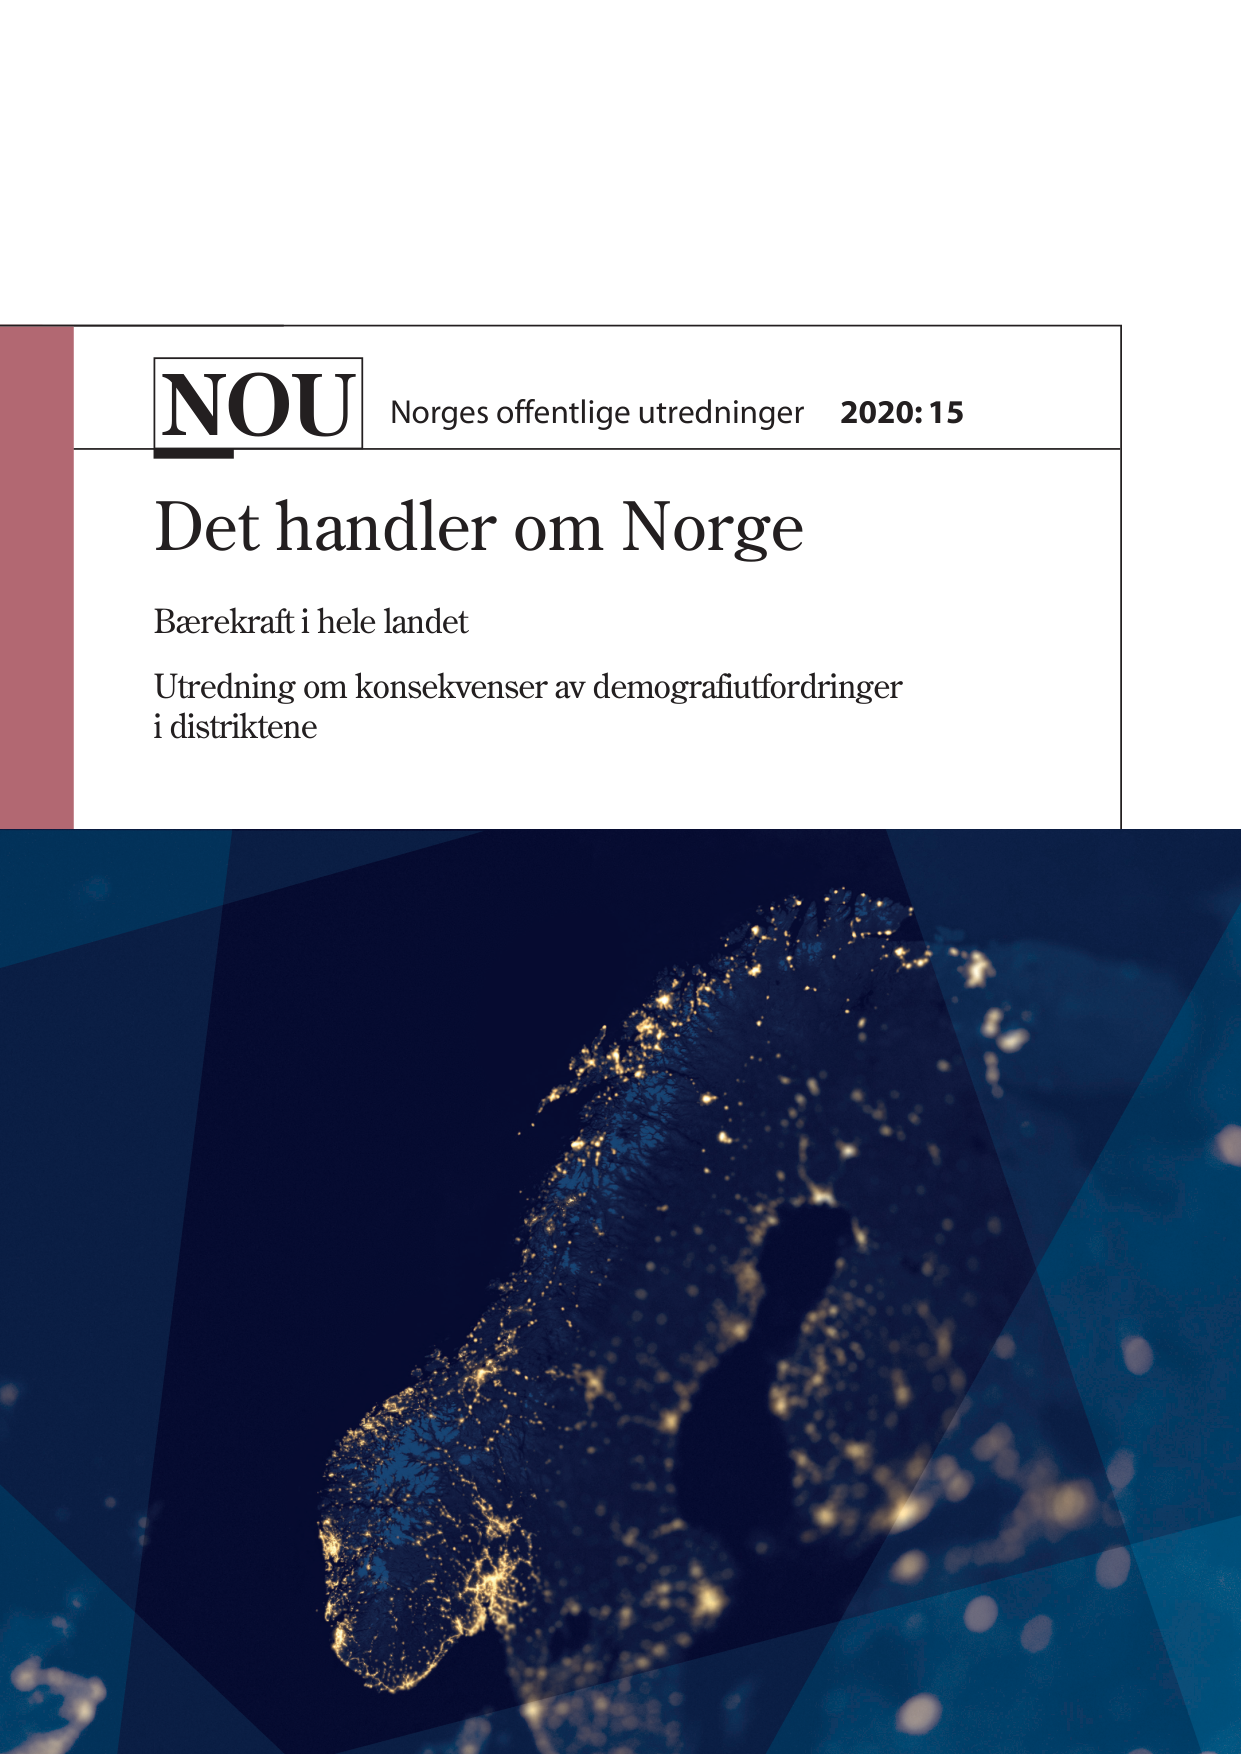 NOU Norges offentlige utredninger 2020: 15
Det handler om Norge
Bærekraft i hele landet
Utredning om konsekvenser av demografiutfordringer
i distriktene